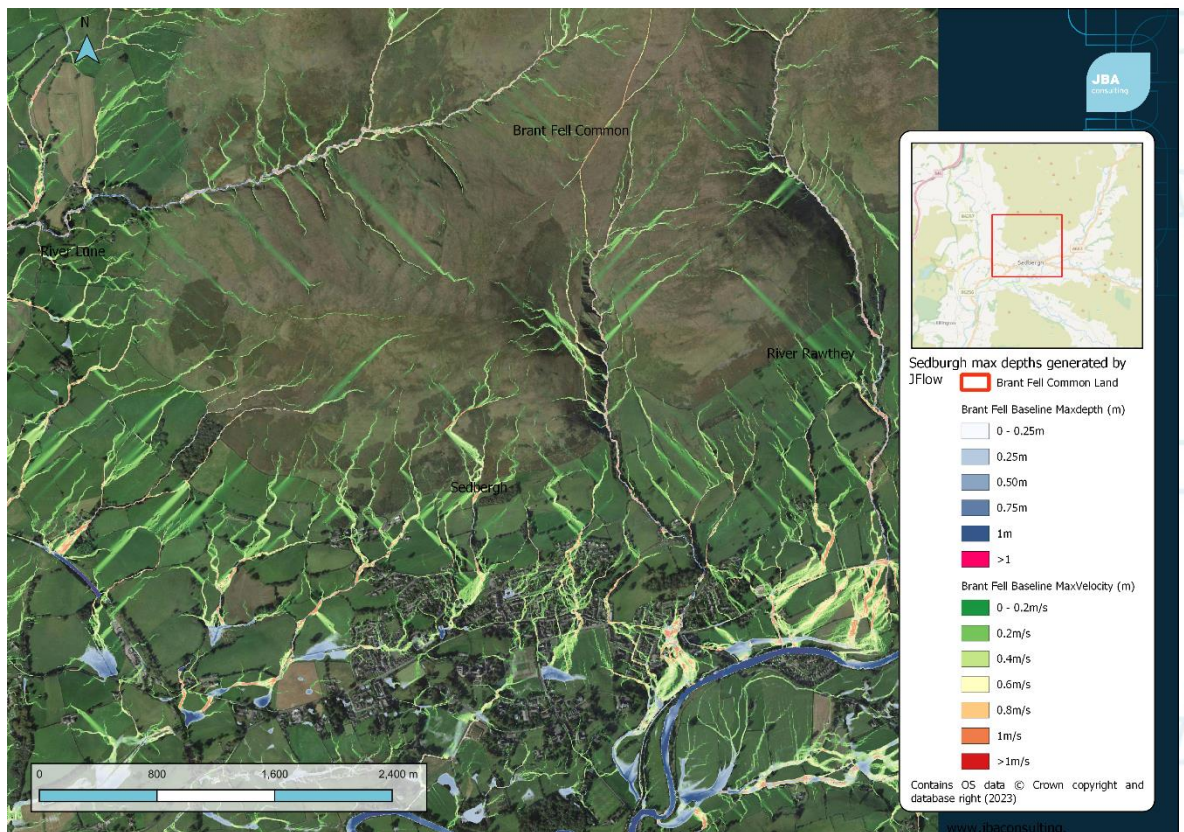 N
JBA
consulting
Brant Fell Common
River Lune
River Rawthey
Sedbergh
Sedbergh
Sedburgh max depths generated by
JFlow
Brant Fell Common Land
Brant Fell Baseline Maxdepth (m)
0 - 0.25m
0.25m
0.50m
0.75m
1m
>1
Brant Fell Baseline MaxVelocity (m)
0 - 0.2m/s
0.2m/s
0.4m/s
0.6m/s
0.8m/s
1m/s
>1m/s
Contains OS data © Crown copyright and
database right (2023)
0 800 1,600 2,400 m
www.jbaconsulting.